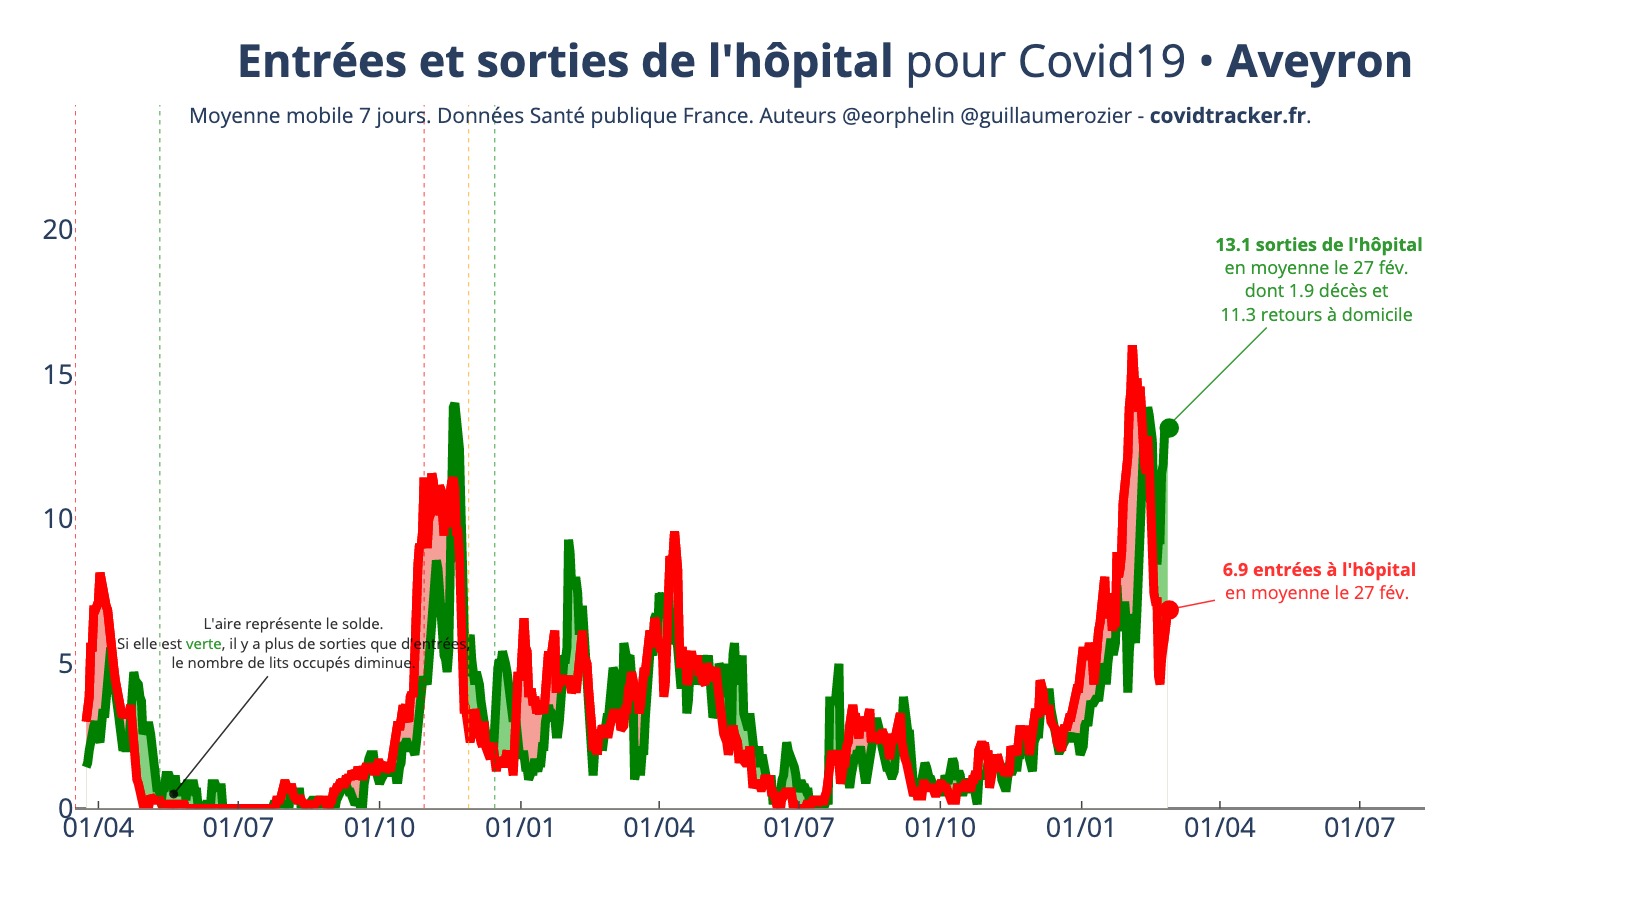 Entrées et sorties de l'hôpital pour Covid19 • Aveyron
Moyenne mobile 7 jours. Données Santé publique France. Auteurs @eorphelin @guillaumerozier - covidtracker.fr.
20
15
10
5
0
13.1 sorties de l'hôpital
en moyenne le 27 fév.
dont 1.9 décès et
11.3 retours à domicile
6.9 entrées à l'hôpital
en moyenne le 27 fév.
L'aire représente le solde.
Si elle est verte, il y a plus de sorties que d'entrées,
le nombre de lits occupés diminue.
01/04 01/07 01/10 01/01 01/04 01/07 01/10 01/01 01/04 01/07